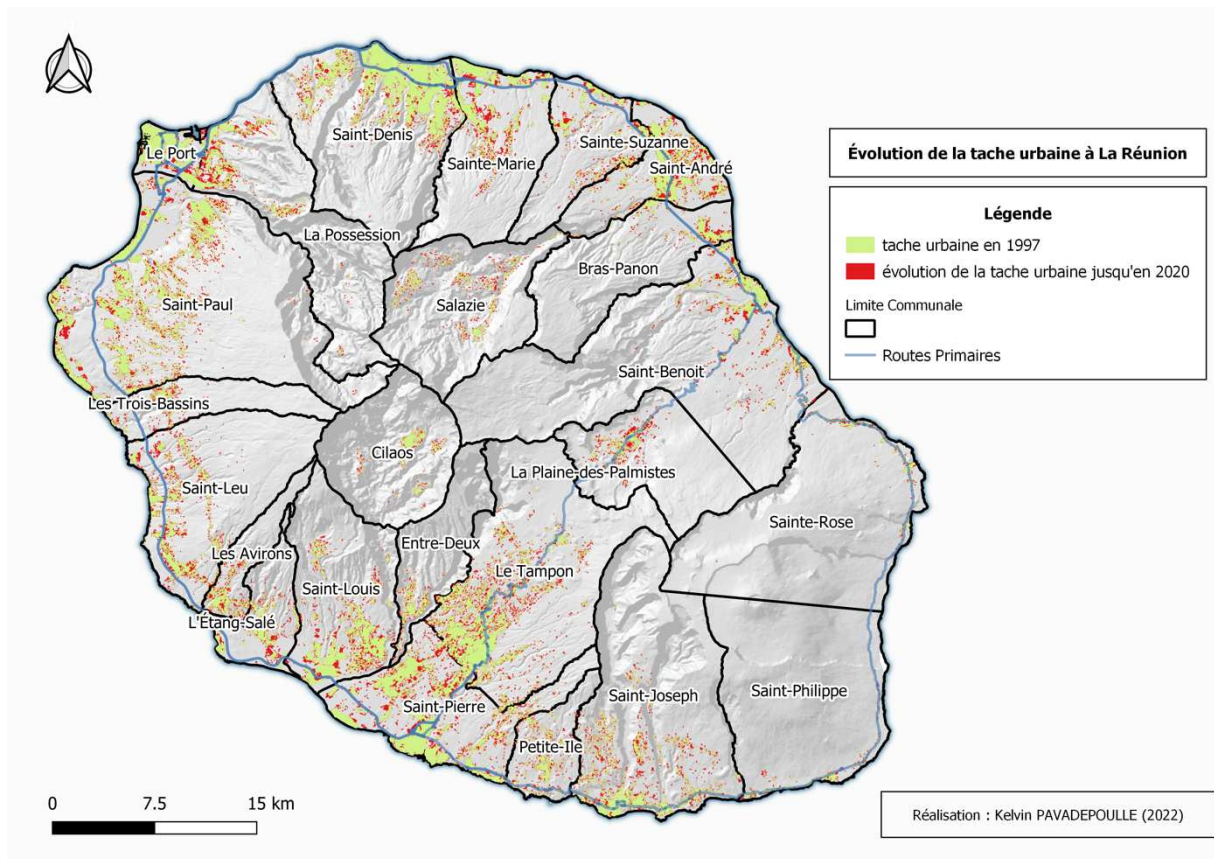 Évolution de la tache urbaine à La Réunion
Légende
tache urbaine en 1997
évolution de la tache urbaine jusqu'en 2020
Limite Communale
Routes Primaires
Saint-Denis
Le Port
Sainte-Marie
Sainte-Suzanne
Saint-André
La Possession
Bras-Panon
Saint-Paul
Salazie
Saint-Benoit
Les Trois-Bassins
Cilaos
La Plaine-des-Palmistes
Saint-Leu
Sainte-Rose
Les Avirons
Entre-Deux
Le Tampon
Saint-Louis
L'Étang-Salé
Saint-Joseph
Saint-Philippe
Saint-Pierre
Petite-Ile
0 7.5 15 km
Réalisation : Kelvin PAVADEPOULLE (2022)